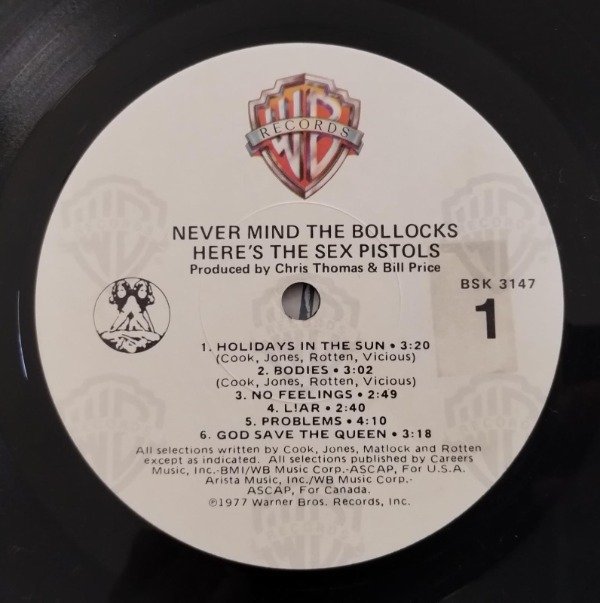 WB
RECORDS
NEVER MIND THE BOLLOCKS
HERE'S THE SEX PISTOLS
Produced by Chris Thomas & Bill Price
BSK 3147
1
1. HOLIDAYS IN THE SUN • 3:20
(Cook, Jones, Rotten, Vicious)
2. BODIES • 3:02
(Cook, Jones, Rotten, Vicious)
3. NO FEELINGS • 2:49
4. L!AR • 2:40
5. PROBLEMS • 4:10
6. GOD SAVE THE QUEEN • 3:18
All selections written by Cook, Jones, Matlock and Rotten
except as indicated. All selections published by Careers
Music, Inc.-BMI/WB Music Corp.-ASCAP, For U.S.A.
Arista Music, Inc./WB Music Corp.-
ASCAP, For Canada.
℗1977 Warner Bros. Records, Inc.